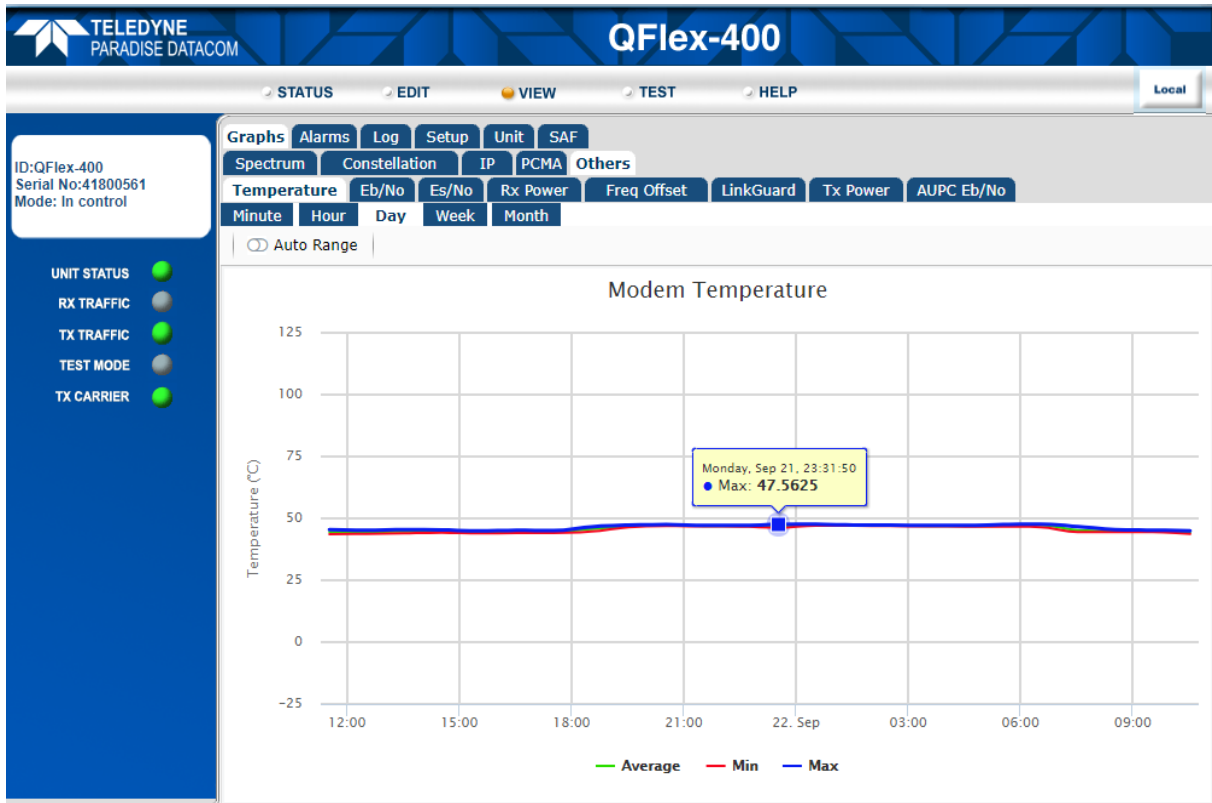 TELEDYNE
PARADISE DATACOM
QFlex-400
STATUS EDIT VIEW TEST HELP
Local
ID:QFlex-400
Serial No:41800561
Mode: In control
UNIT STATUS
RX TRAFFIC
TX TRAFFIC
TEST MODE
TX CARRIER
Graphs Alarms Log Setup Unit SAF
Spectrum Constellation IP PCMA Others
Temperature Eb/No Es/No Rx Power Freq Offset LinkGuard Tx Power AUPC Eb/No
Minute Hour Day Week Month
Auto Range
Modem Temperature
Temperature (°C)
125
100
75
50
25
0
−25
Monday, Sep 21, 23:31:50
● Max: 47.5625
12:00 15:00 18:00 21:00 22. Sep 03:00 06:00 09:00
Average Min Max